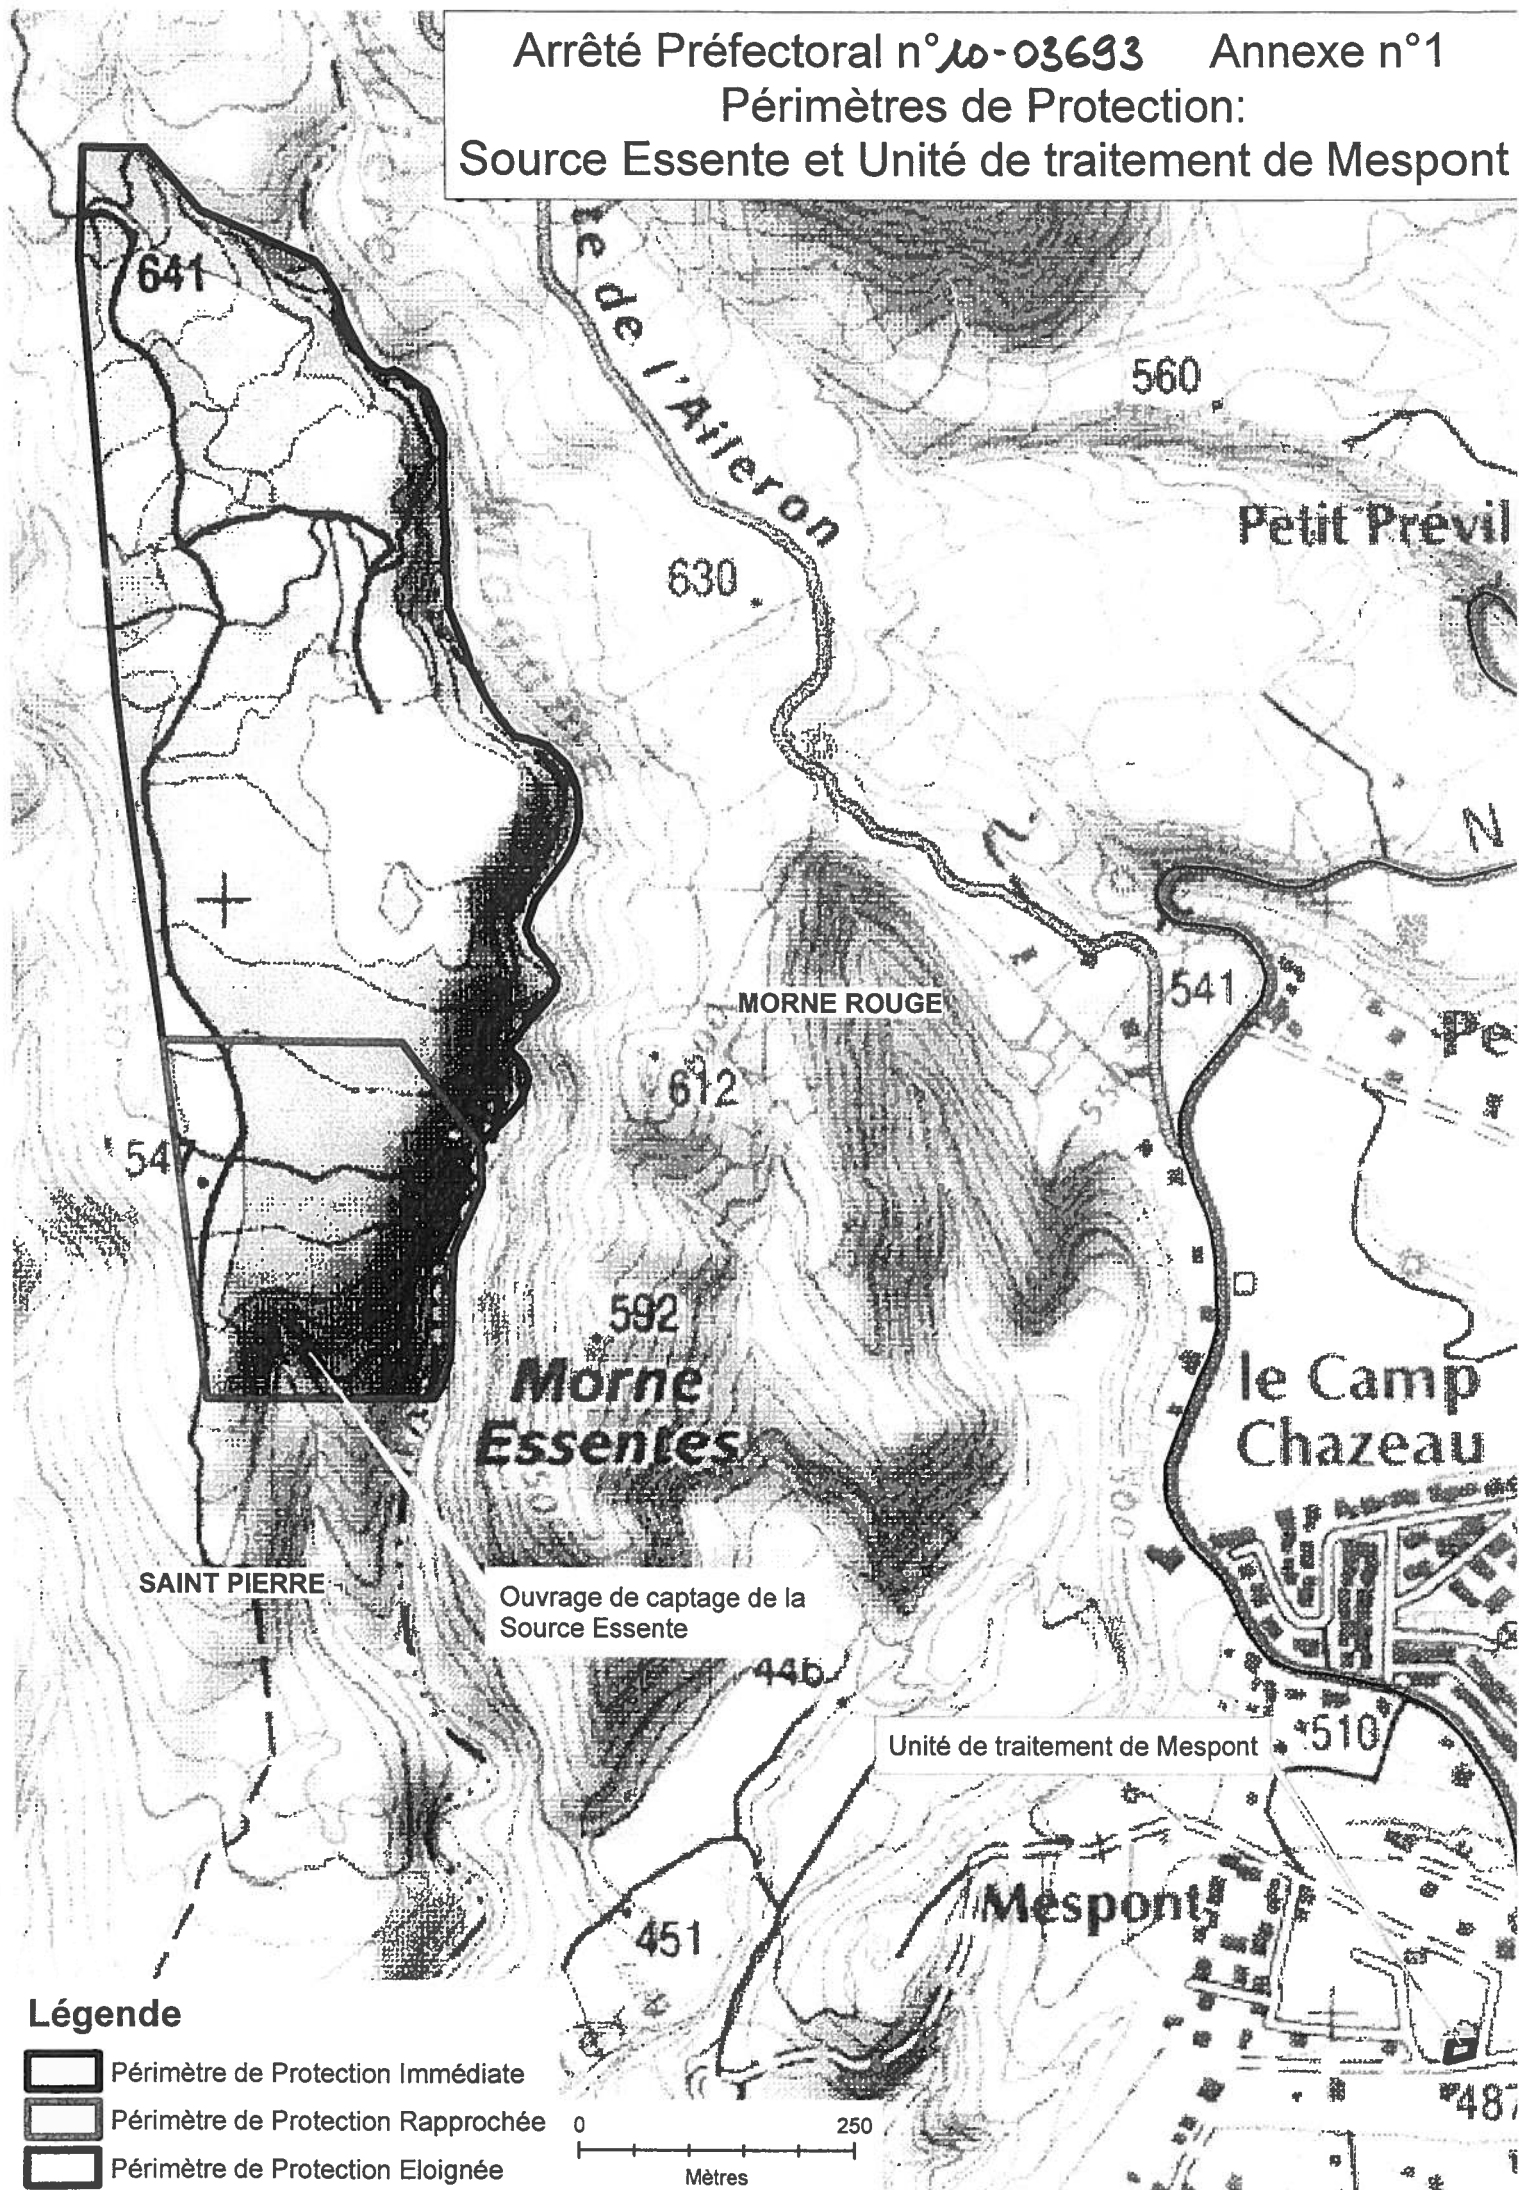 Arrêté Préfectoral n°10-03693 Annexe n°1
Périmètres de Protection:
Source Essente et Unité de traitement de Mespont
641
te de l'Aileron
560
Petit Prévil
630
N
541
MORNE ROUGE
Pe
612
54
592
Morne
Essentes
le Camp
Chazeau
500
SAINT PIERRE
Ouvrage de captage de la
Source Essente
446
Unité de traitement de Mespont
510
Mespont
451
487
Légende
Périmètre de Protection Immédiate
Périmètre de Protection Rapprochée
Périmètre de Protection Eloignée
0 250
Mètres